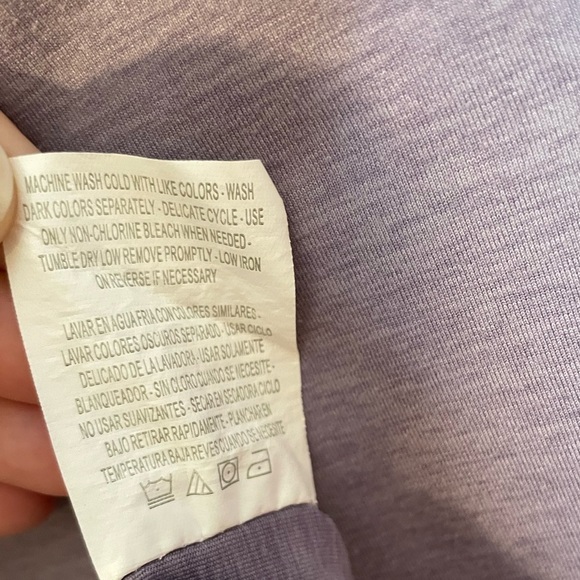 MACHINE WASH COLD WITH LIKE COLORS - WASH
DARK COLORS SEPARATELY - DELICATE CYCLE - USE
ONLY NON-CHLORINE BLEACH WHEN NEEDED -
TUMBLE DRY LOW REMOVE PROMPTLY - LOW IRON
ON REVERSE IF NECESSARY
LAVAR EN AGUA FRIA CON COLORES SIMILARES -
LAVAR COLORES OSCUROS SEPARADO - USAR CICLO
DELICADO DE LA LAVADORA - USAR SOLAMENTE
BLANQUEADOR - SIN CLORO CUANDO SE NECESITE -
NO USAR SUAVIZANTES - SECAR EN SECADORA CICLO
BAJO RETIRAR RAPIDAMENTE - PLANCHAR EN
TEMPERATURA BAJA REVES CUANDO SE NECESITE